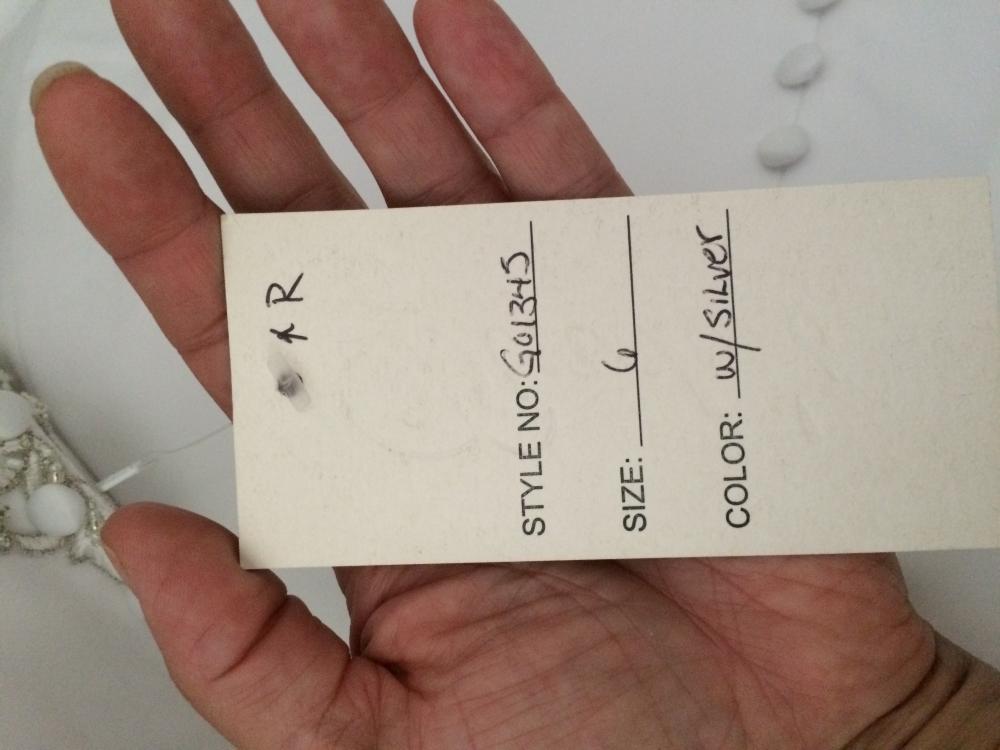 R
STYLE NO: G01345
SIZE: 6
COLOR: w/SILver